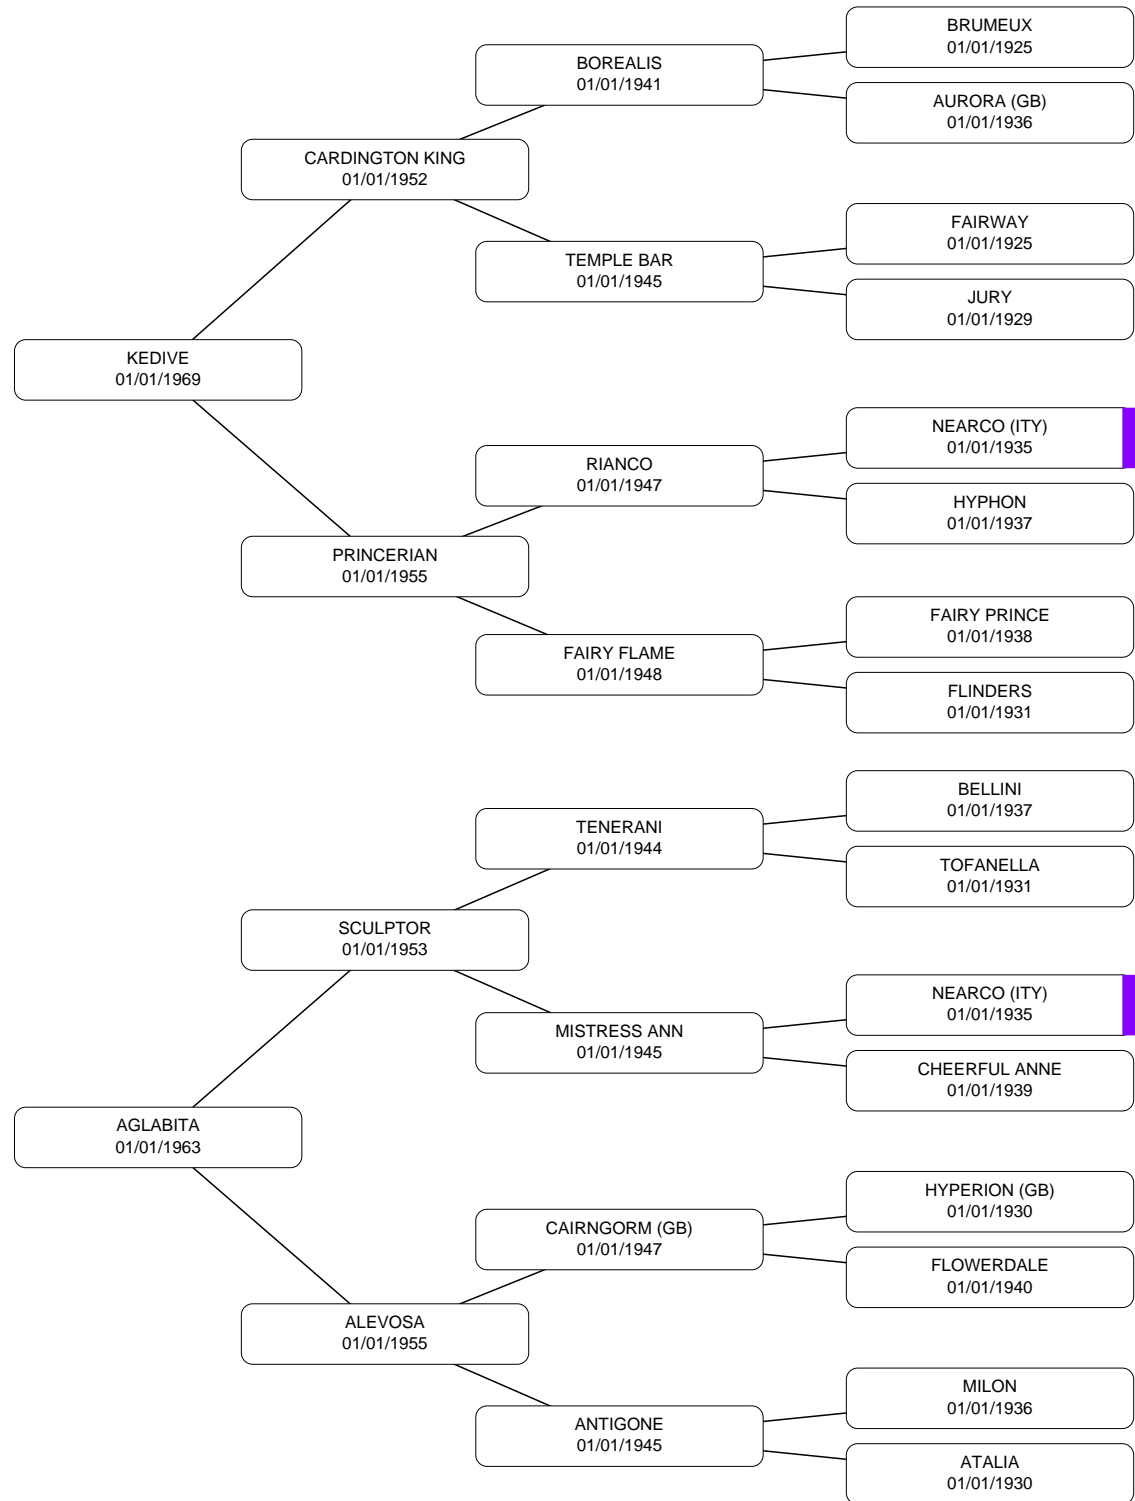 BRUMEUX
01/01/1925
BOREALIS
01/01/1941
AURORA (GB)
01/01/1936
CARDINGTON KING
01/01/1952
FAIRWAY
01/01/1925
TEMPLE BAR
01/01/1945
JURY
01/01/1929
KEDIVE
01/01/1969
NEARCO (ITY)
01/01/1935
RIANCO
01/01/1947
HYPHON
01/01/1937
PRINCERIAN
01/01/1955
FAIRY PRINCE
01/01/1938
FAIRY FLAME
01/01/1948
FLINDERS
01/01/1931
BELLINI
01/01/1937
TENERANI
01/01/1944
TOFANELLA
01/01/1931
SCULPTOR
01/01/1953
NEARCO (ITY)
01/01/1935
MISTRESS ANN
01/01/1945
CHEERFUL ANNE
01/01/1939
AGLABITA
01/01/1963
HYPERION (GB)
01/01/1930
CAIRNGORM (GB)
01/01/1947
FLOWERDALE
01/01/1940
ALEVOSA
01/01/1955
MILON
01/01/1936
ANTIGONE
01/01/1945
ATALIA
01/01/1930